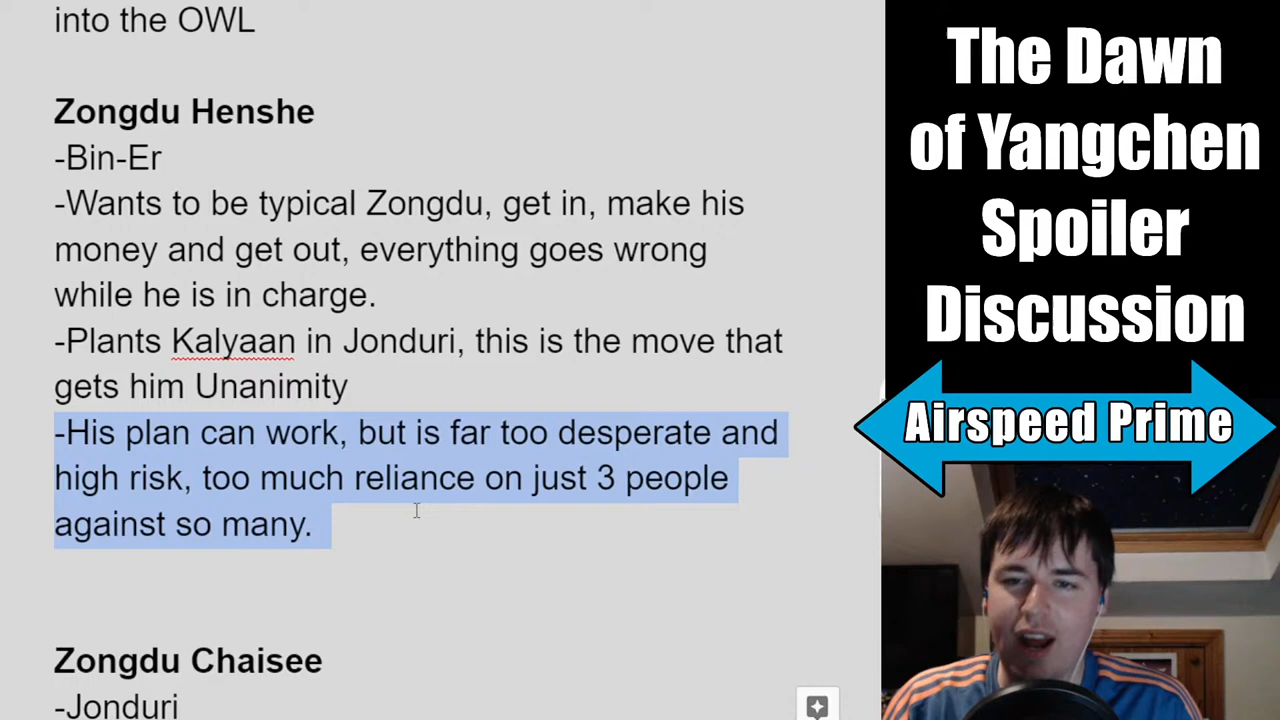 into the OWL
Zongdu Henshe
-Bin-Er
-Wants to be typical Zongdu, get in, make his
money and get out, everything goes wrong
while he is in charge.
-Plants Kalyaan in Jonduri, this is the move that
gets him Unanimity
-His plan can work, but is far too desperate and
high risk, too much reliance on just 3 people
against so many.
Zongdu Chaisee
-Jonduri
The Dawn
of Yangchen
Spoiler
Discussion
Airspeed Prime